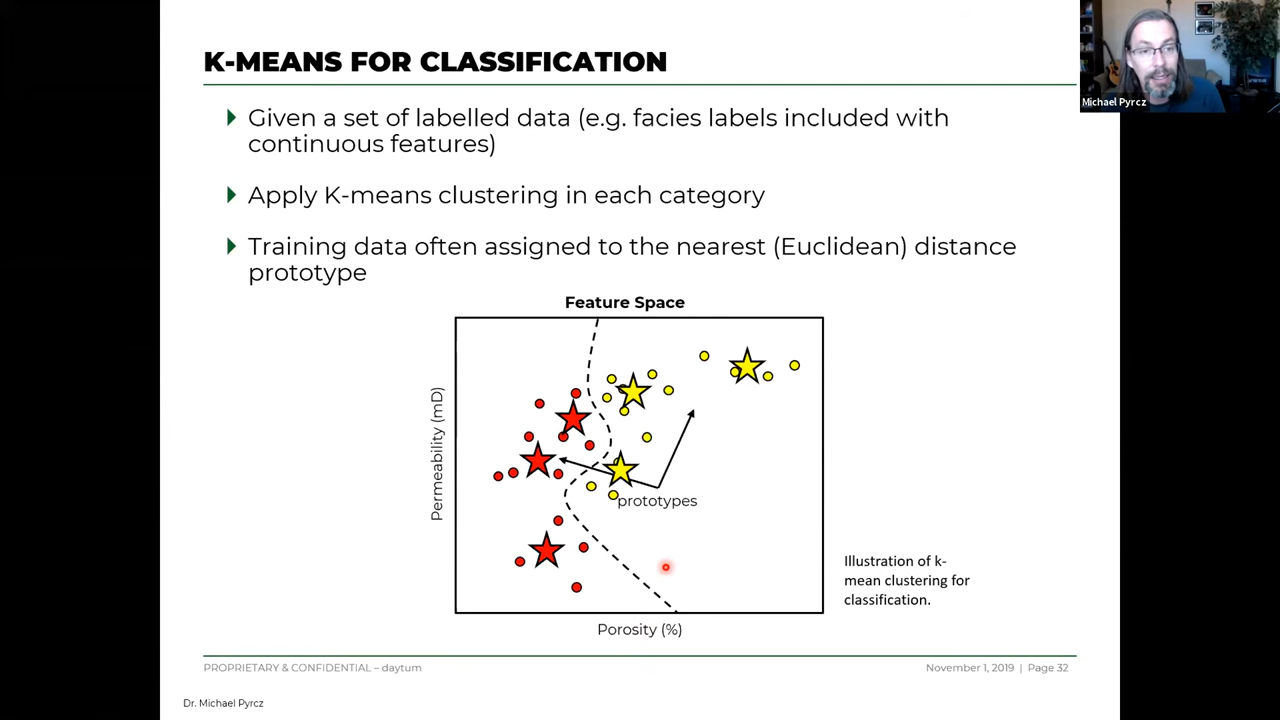 K-MEANS FOR CLASSIFICATION
Given a set of labelled data (e.g. facies labels included with
continuous features)
Apply K-means clustering in each category
Training data often assigned to the nearest (Euclidean) distance
prototype
Feature Space
Permeability (mD)
prototypes
Porosity (%)
Illustration of k-
mean clustering for
classification.
PROPRIETARY & CONFIDENTIAL – daytum
November 1, 2019 | Page 32
Dr. Michael Pyrcz
Michael Pyrcz